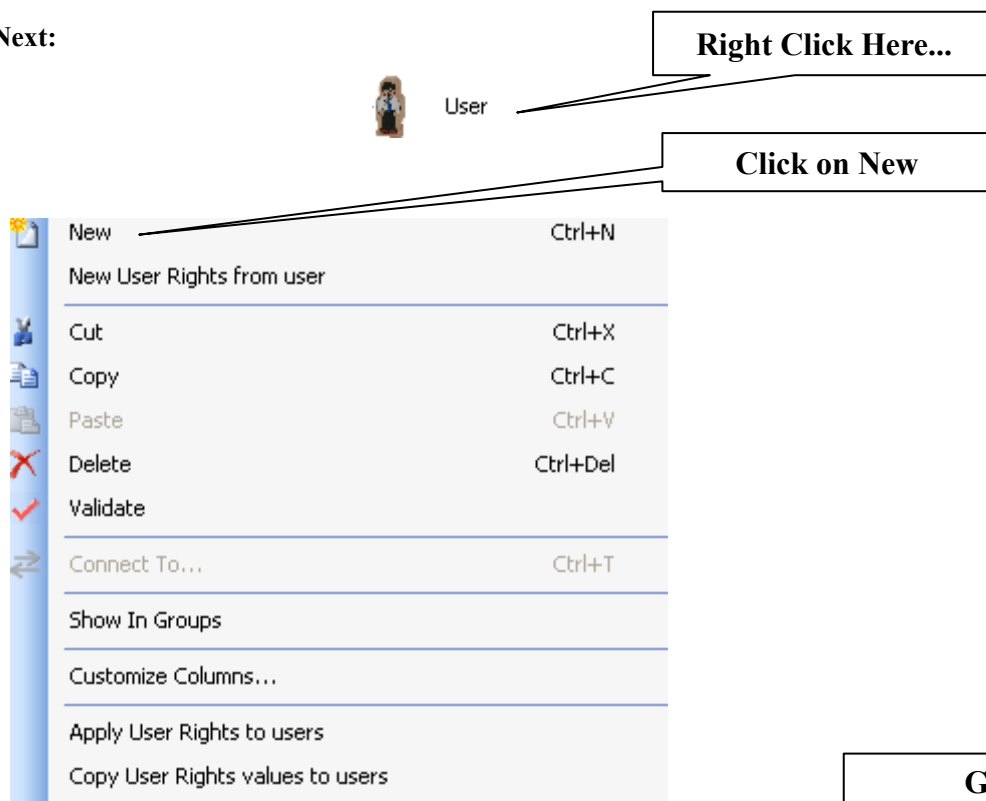 Next:
Right Click Here...
User
Click on New
New Ctrl+N
New User Rights from user
Cut Ctrl+X
Copy Ctrl+C
Paste Ctrl+V
Delete Ctrl+Del
Validate
Connect To... Ctrl+T
Show In Groups
Customize Columns...
Apply User Rights to users
Copy User Rights values to users